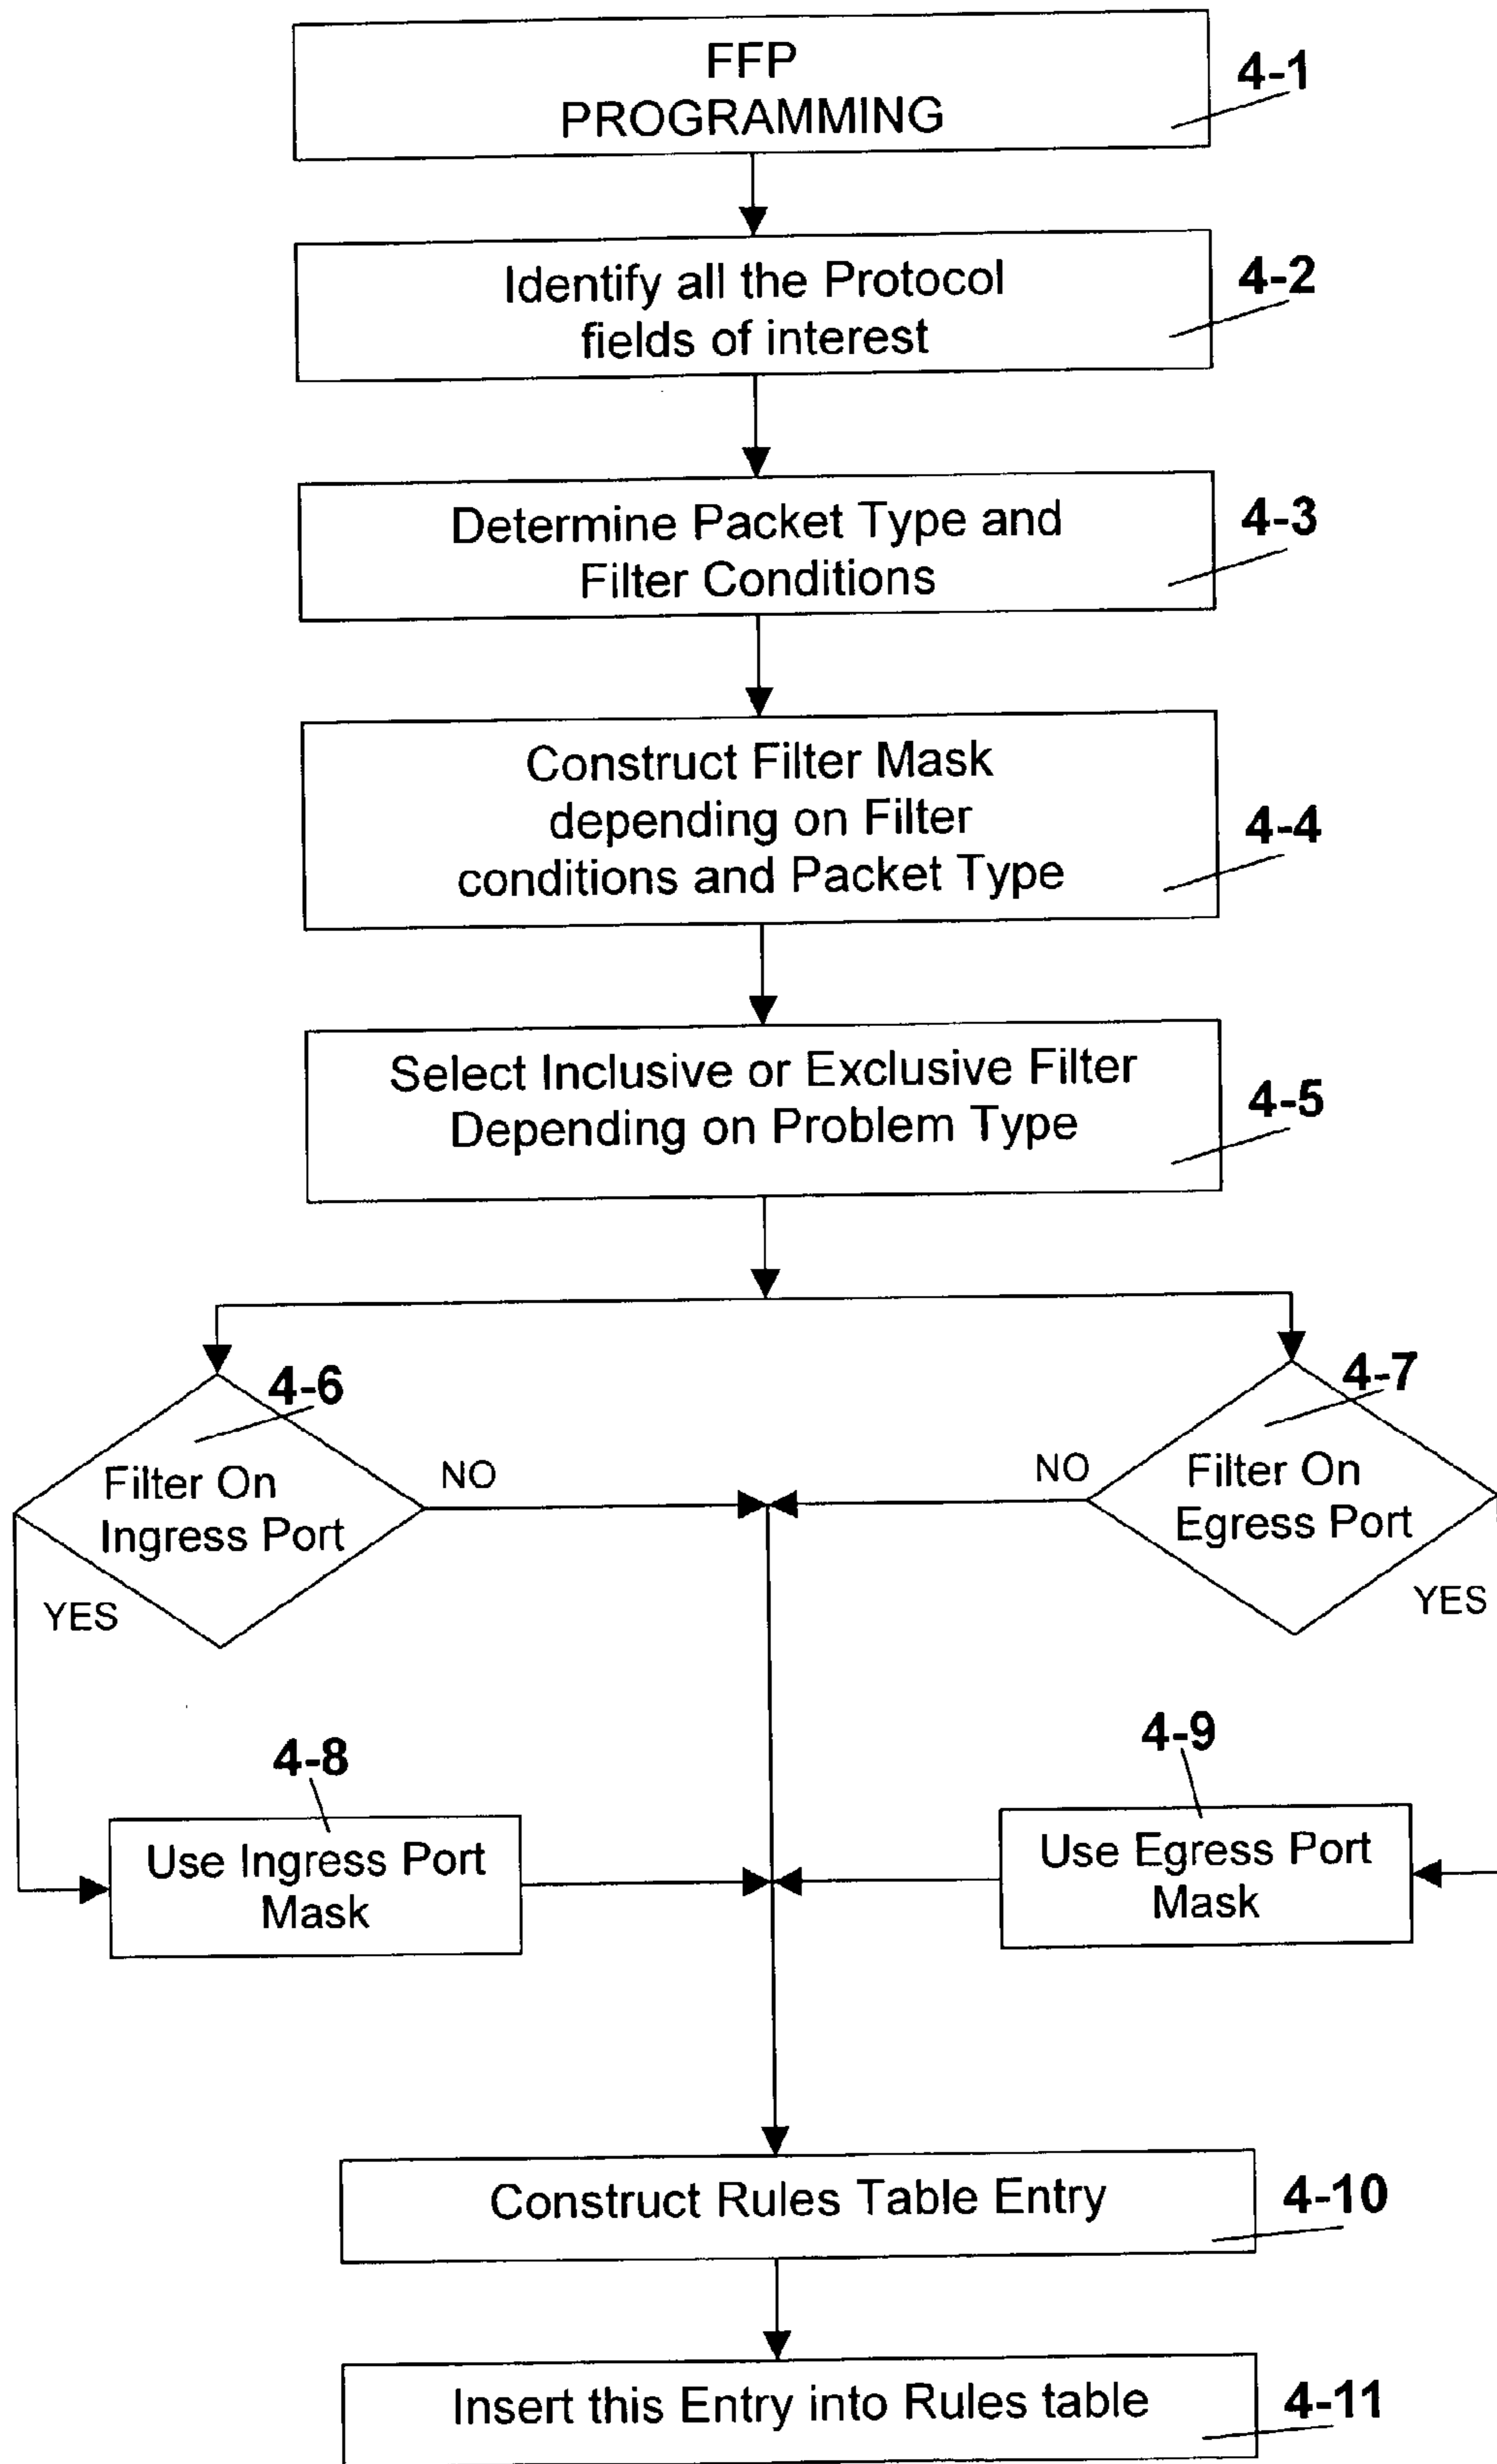 FFP
PROGRAMMING
4-1
Identify all the Protocol
fields of interest
4-2
Determine Packet Type and
Filter Conditions
4-3
Construct Filter Mask
depending on Filter
conditions and Packet Type
4-4
Select Inclusive or Exclusive Filter
Depending on Problem Type
4-5
4-6
Filter On
Ingress Port
NO
YES
4-7
NO
Filter On
Egress Port
YES
4-8
Use Ingress Port
Mask
4-9
Use Egress Port
Mask
Construct Rules Table Entry
4-10
Insert this Entry into Rules table
4-11